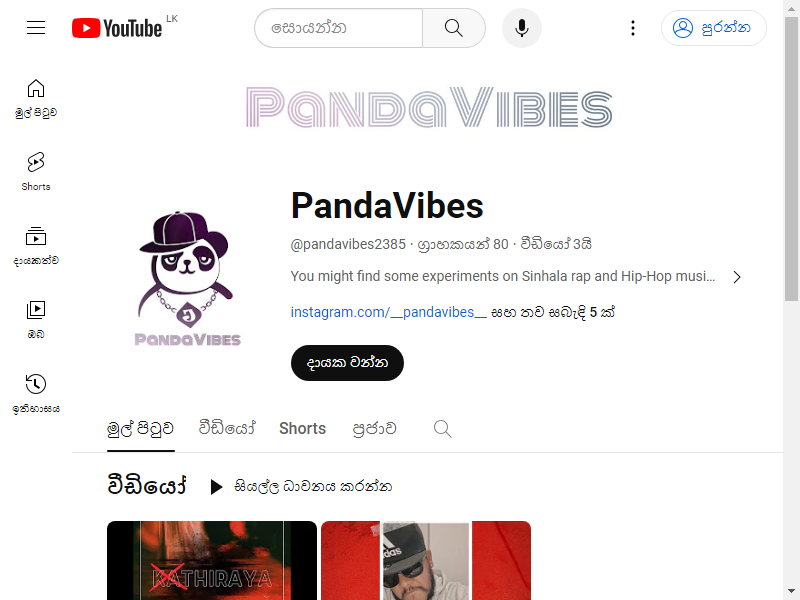 YouTube LK
සොයන්න
පුරන්න
මුල් පිටුව
Shorts
දායකත්ව
ඔබ
ඉතිහාසය
PANDAVIBES
PANDAVIBES
PandaVibes
@pandavibes2385 · ග්‍රාහකයන් 80 · වීඩියෝ 3යි
You might find some experiments on Sinhala rap and Hip-Hop musi...
instagram.com/__pandavibes__ සහ තව සබැඳි 5 ක්
දායක වන්න
මුල් පිටුව වීඩියෝ Shorts ප්‍රජාව
වීඩියෝ සියල්ල ධාවනය කරන්න
KATHIRAYA
adidas